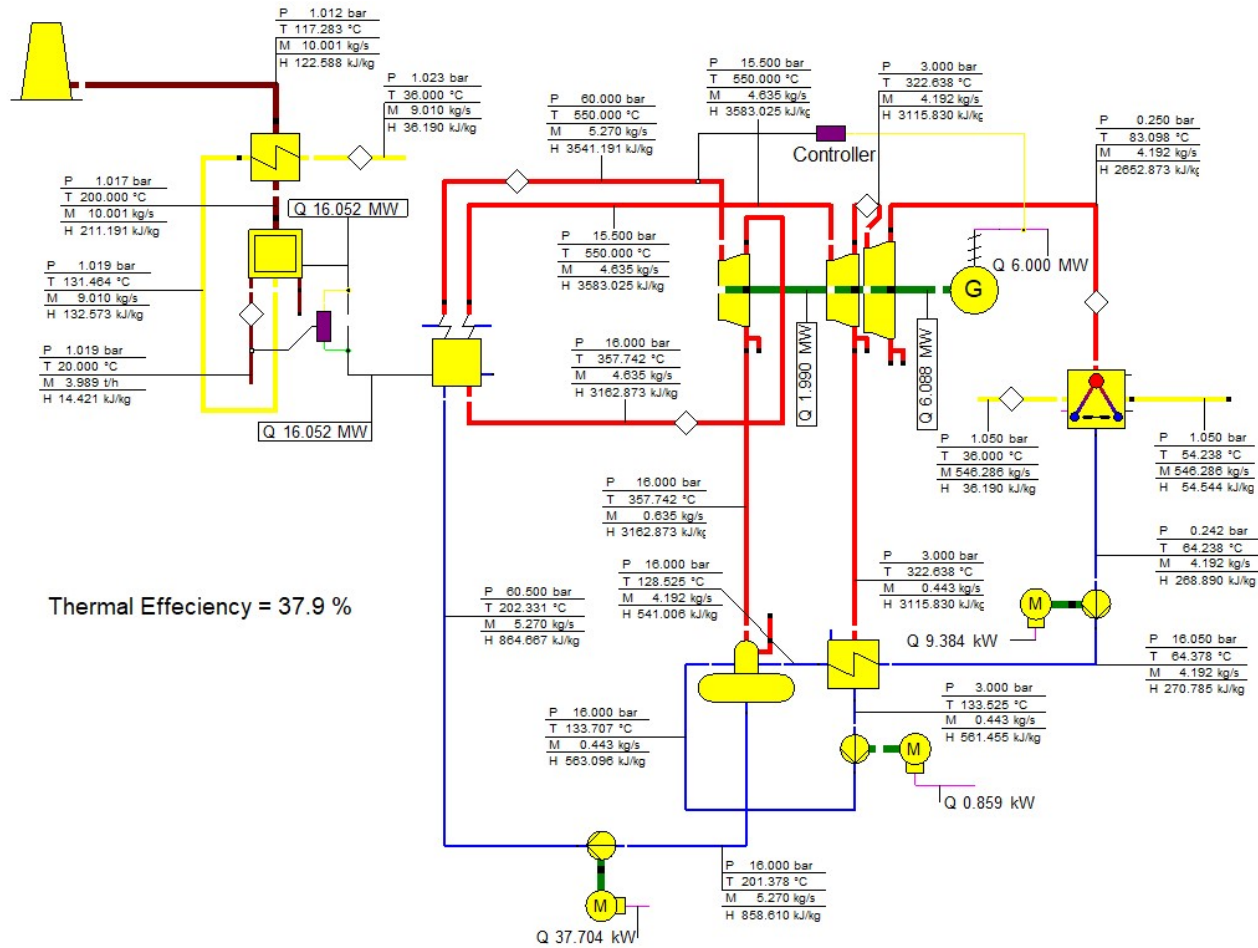 P 1.012 bar
T 117.283 °C
M 10.001 kg/s
H 122.588 kJ/kg
P 1.023 bar
T 36.000 °C
M 9.010 kg/s
H 36.190 kJ/kg
P 60.000 bar
T 550.000 °C
M 5.270 kg/s
H 3541.191 kJ/kg
P 15.500 bar
T 550.000 °C
M 4.635 kg/s
H 3583.025 kJ/kg
P 3.000 bar
T 322.638 °C
M 4.192 kg/s
H 3115.830 kJ/kg
P 0.250 bar
T 83.098 °C
M 4.192 kg/s
H 2652.873 kJ/kg
Controller
P 1.017 bar
T 200.000 °C
M 10.001 kg/s
H 211.191 kJ/kg
Q 16.052 MW
P 15.500 bar
T 550.000 °C
M 4.635 kg/s
H 3583.025 kJ/kg
Q 6.000 MW
G
P 1.019 bar
T 131.464 °C
M 9.010 kg/s
H 132.573 kJ/kg
P 1.019 bar
T 20.000 °C
M 3.989 t/h
H 14.421 kJ/kg
Q 16.052 MW
P 16.000 bar
T 357.742 °C
M 4.635 kg/s
H 3162.873 kJ/kg
Q 1.990 MW
Q 6.088 MW
P 1.050 bar
T 36.000 °C
M 546.286 kg/s
H 36.190 kJ/kg
P 1.050 bar
T 54.238 °C
M 546.286 kg/s
H 54.544 kJ/kg
P 16.000 bar
T 357.742 °C
M 0.635 kg/s
H 3162.873 kJ/kg
P 0.242 bar
T 64.238 °C
M 4.192 kg/s
H 268.890 kJ/kg
P 16.000 bar
T 128.525 °C
M 4.192 kg/s
H 541.006 kJ/kg
P 3.000 bar
T 322.638 °C
M 0.443 kg/s
H 3115.830 kJ/kg
Thermal Effeciency = 37.9 %
P 60.500 bar
T 202.331 °C
M 5.270 kg/s
H 864.667 kJ/kg
M
Q 9.384 kW
P 16.050 bar
T 64.378 °C
M 4.192 kg/s
H 270.785 kJ/kg
P 3.000 bar
T 133.525 °C
M 0.443 kg/s
H 561.455 kJ/kg
P 16.000 bar
T 133.707 °C
M 0.443 kg/s
H 563.096 kJ/kg
M
Q 0.859 kW
P 16.000 bar
T 201.378 °C
M 5.270 kg/s
H 858.610 kJ/kg
M
Q 37.704 kW